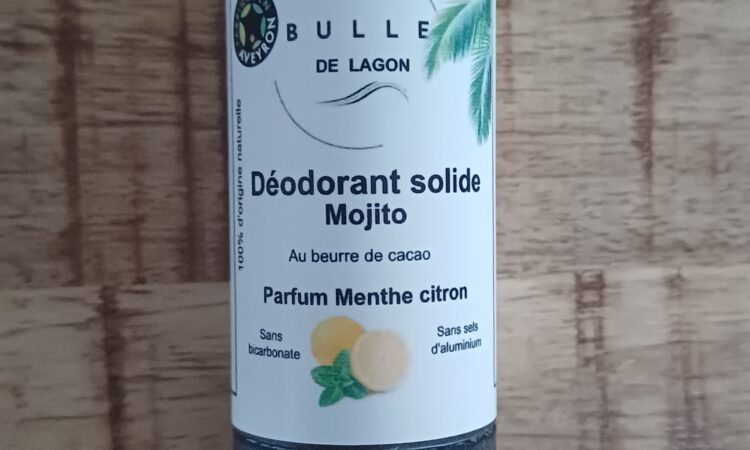 AVEYRON
BULLE
DE LAGON
100% d'origine naturelle
Déodorant solide
Mojito
Au beurre de cacao
Parfum Menthe citron
Sans
bicarbonate
Sans sels
d'aluminium